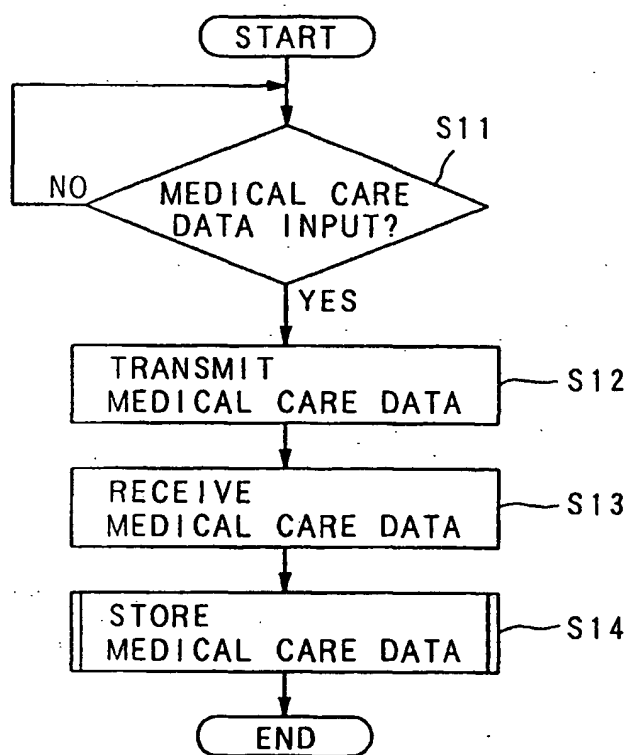 START
S11
NO
MEDICAL CARE
DATA INPUT?
YES
TRANSMIT
MEDICAL CARE DATA
S12
RECEIVE
MEDICAL CARE DATA
S13
STORE
MEDICAL CARE DATA
S14
END